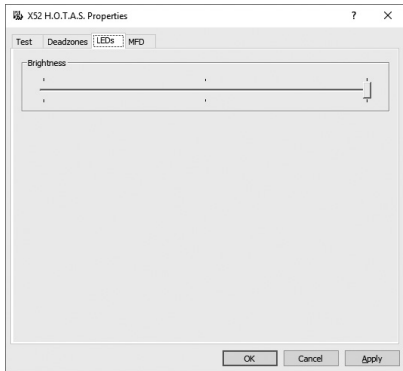 X52 H.O.T.A.S. Properties ? ×
Test Deadzones LEDs MFD
Brightness
OK Cancel Apply